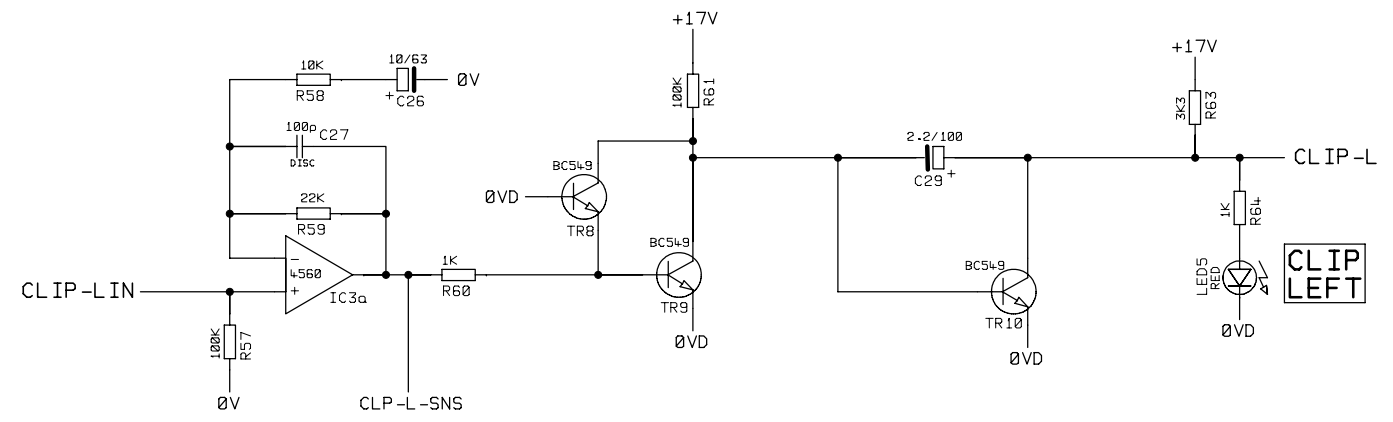 +17V
+17V
10K
10/63
0V
R58
+
C26
100K
R61
3K3
R63
100p
C27
DISC
2.2/100
C29
+
CLIP-L
BC549
0VD
TR8
22K
R59
1K
R64
BC549
−
4560
+
IC3a
1K
R60
TR9
BC549
TR10
LED5
RED
CLIP
LEFT
CLIP-LIN
100K
R57
0VD
0VD
0VD
0V
CLP-L-SNS